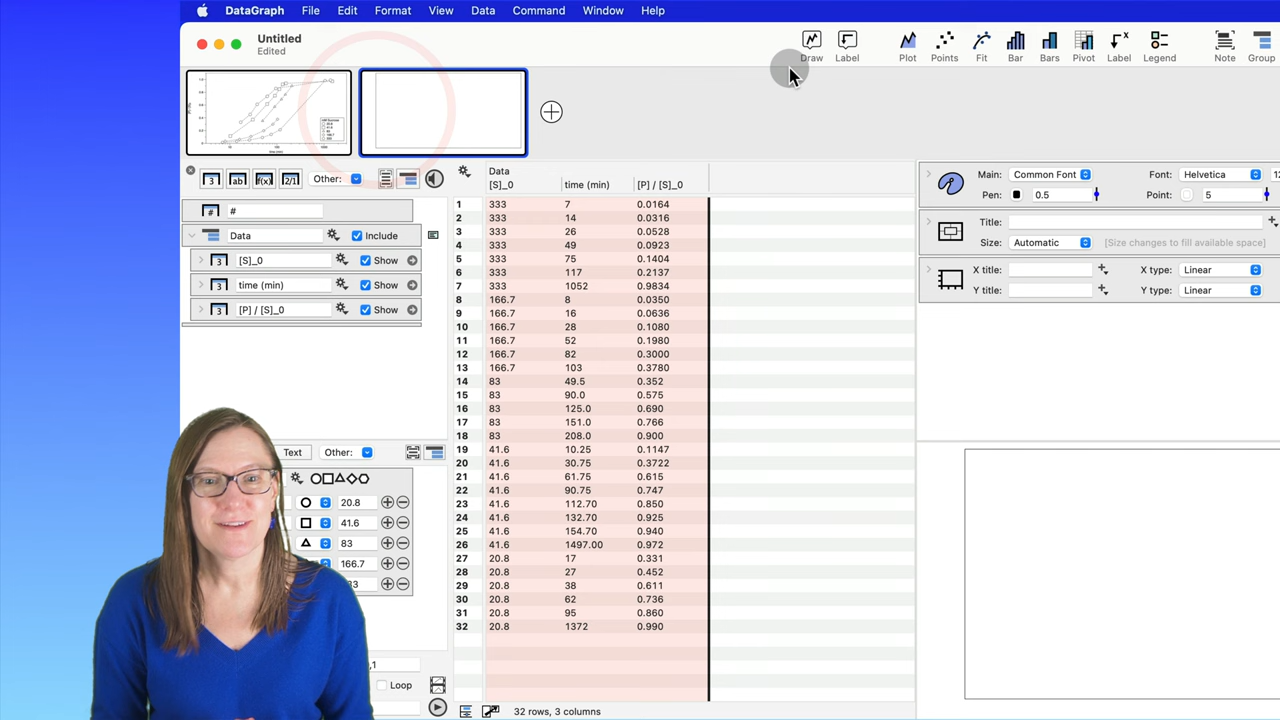 DataGraph File Edit Format View Data Command Window Help
Untitled
Edited
Draw Label Plot Points Fit Bar Bars Pivot Label Legend Note Group
Other:
# #
Data Include
3 [S]_0 Show
3 time (min) Show
3 [P] / [S]_0 Show
Text Other:
20.8
41.6
83
166.7
Loop
Data
[S]_0 time (min) [P] / [S]_0
1 333 7 0.0164
2 333 14 0.0316
3 333 26 0.0528
4 333 49 0.0923
5 333 75 0.1404
6 333 117 0.2137
7 333 1052 0.9834
8 166.7 8 0.0350
9 166.7 16 0.0636
10 166.7 28 0.1080
11 166.7 52 0.1980
12 166.7 82 0.3000
13 166.7 103 0.3780
14 83 49.5 0.352
15 83 90.0 0.575
16 83 125.0 0.690
17 83 151.0 0.766
18 83 208.0 0.900
19 41.6 10.25 0.1147
20 41.6 30.75 0.3722
21 41.6 61.75 0.615
22 41.6 90.75 0.747
23 41.6 112.70 0.850
24 41.6 132.70 0.925
25 41.6 154.70 0.940
26 41.6 1497.00 0.972
27 20.8 17 0.331
28 20.8 27 0.452
29 20.8 38 0.611
30 20.8 62 0.736
31 20.8 95 0.860
32 20.8 1372 0.990
32 rows, 3 columns
Main: Common Font Font: Helvetica
Pen: 0.5 Point: 5
Title:
Size: Automatic [Size changes to fill available space]
X title: X type: Linear
Y title: Y type: Linear